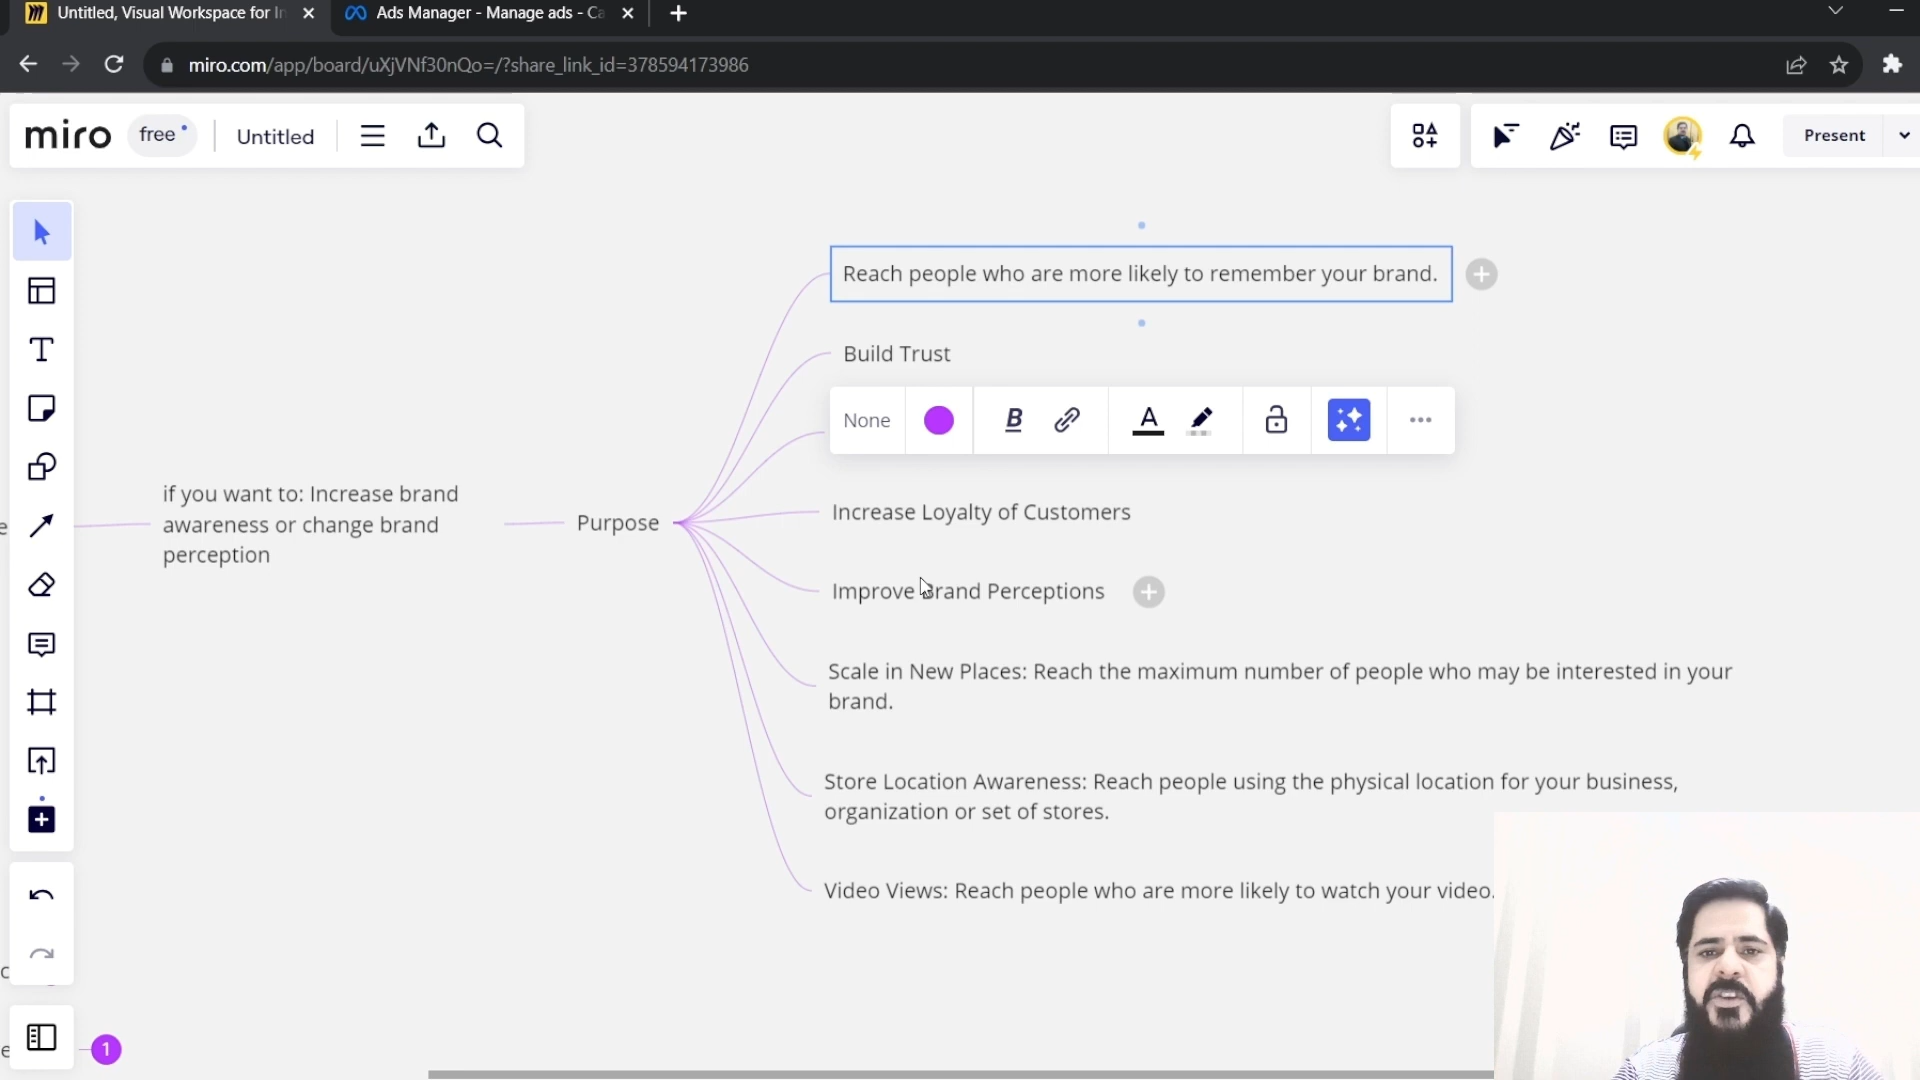 Untitled, Visual Workspace for
Ads Manager - Manage ads - Ca
miro.com/app/board/uXjVNf30nQo=/?share_link_id=378594173986
miro
free
Untitled
Present
Reach people who are more likely to remember your brand.
Build Trust
None
B
A
if you want to: Increase brand
awareness or change brand
perception
Purpose
Increase Loyalty of Customers
Improve Brand Perceptions
Scale in New Places: Reach the maximum number of people who may be interested in your
brand.
Store Location Awareness: Reach people using the physical location for your business,
organization or set of stores.
Video Views: Reach people who are more likely to watch your video.
1